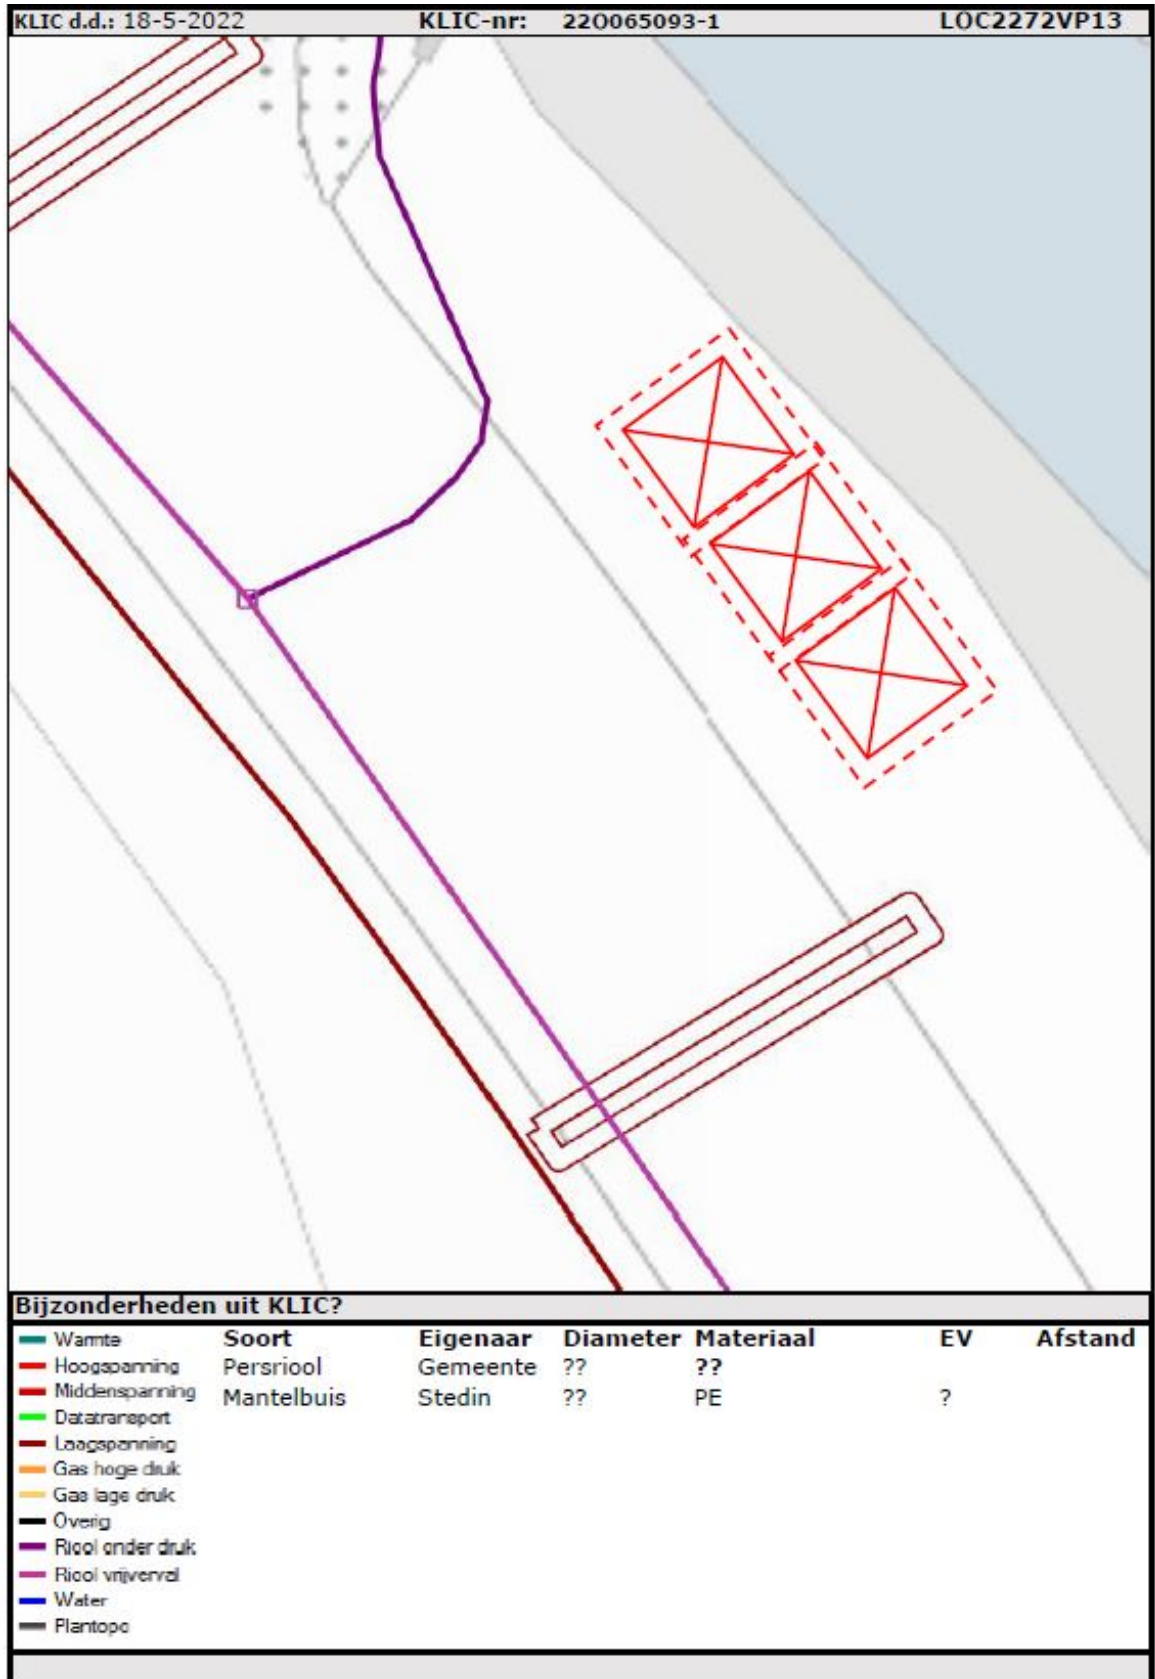 KLIC d.d.: 18-5-2022 KLIC-nr: 22O065093-1 LOC2272VP13
Bijzonderheden uit KLIC?
Warmte Soort Eigenaar Diameter Materiaal EV Afstand
Hoogspanning Persriool Gemeente ?? ??
Middenspanning Mantelbuis Stedin ?? PE ?
Datatransport
Laagspanning
Gas hoge druk
Gas lage druk
Overig
Riool onder druk
Riool vrijverval
Water
Plantopo